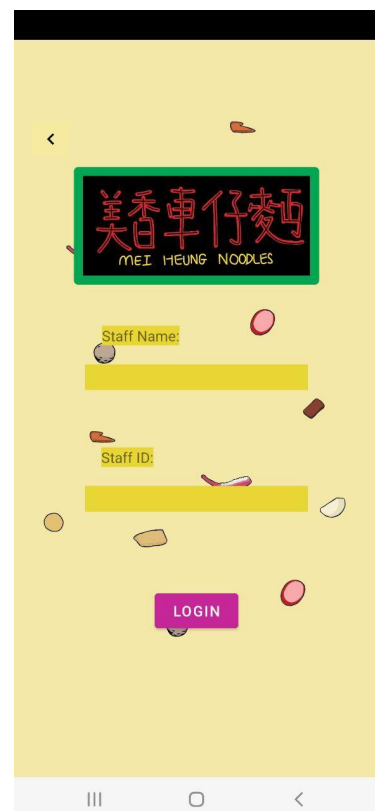 美香車仔麵
MEI HEUNG NOODLES
Staff Name:
Staff ID:
LOGIN